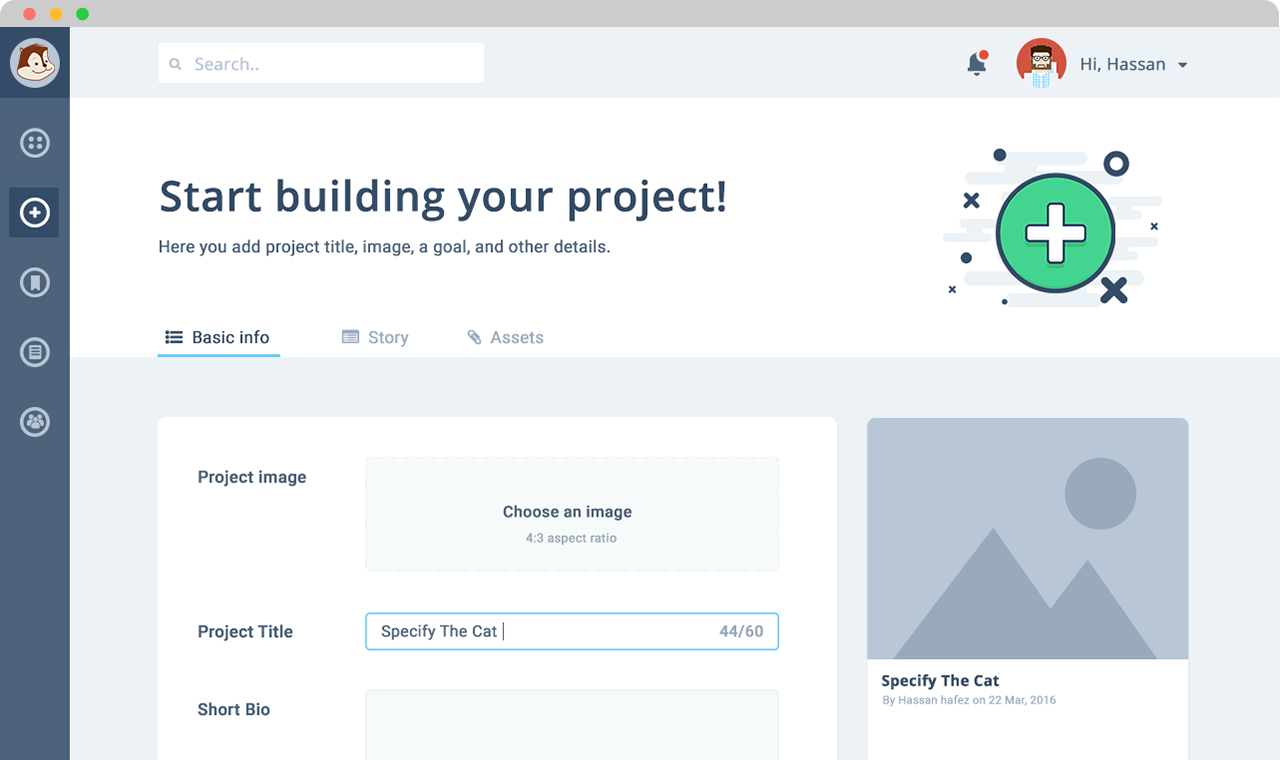 Search..
Hi, Hassan
Start building your project!
Here you add project title, image, a goal, and other details.
Basic info
Story
Assets
Project image
Choose an image
4:3 aspect ratio
Project Title
Specify The Cat
44/60
Short Bio
Specify The Cat
By Hassan hafez on 22 Mar, 2016